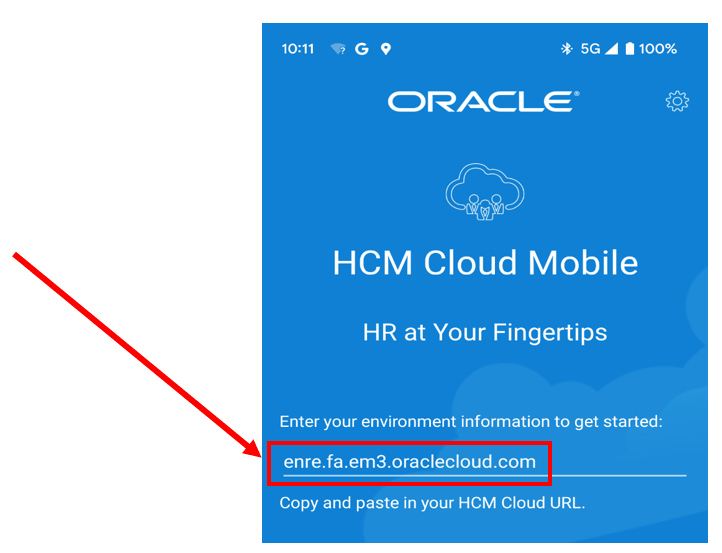 10:11 ? G 5G 100%
ORACLE®
HCM Cloud Mobile
HR at Your Fingertips
Enter your environment information to get started:
enre.fa.em3.oraclecloud.com
Copy and paste in your HCM Cloud URL.